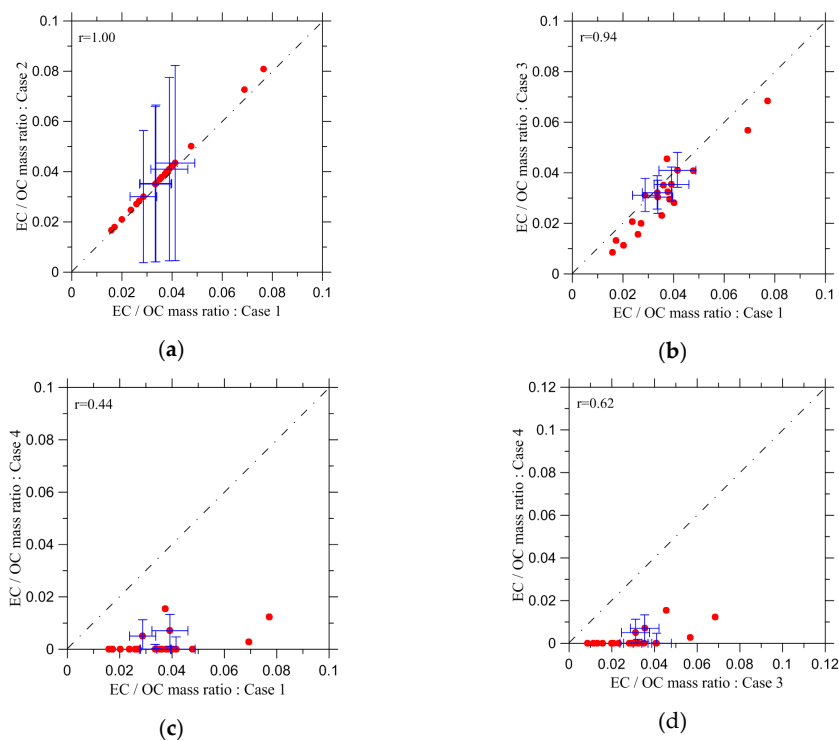 0.1
r=1.00
0.08
0.06
0.04
0.02
0
EC / OC mass ratio : Case 2
0 0.02 0.04 0.06 0.08 0.1
EC / OC mass ratio : Case 1
(a)
0.1
r=0.94
0.08
0.06
0.04
0.02
0
EC / OC mass ratio : Case 3
0 0.02 0.04 0.06 0.08 0.1
EC / OC mass ratio : Case 1
(b)
0.1
r=0.44
0.08
0.06
0.04
0.02
0
EC / OC mass ratio : Case 4
0 0.02 0.04 0.06 0.08 0.1
EC / OC mass ratio : Case 1
(c)
0.12
r=0.62
0.1
0.08
0.06
0.04
0.02
0
EC / OC mass ratio : Case 4
0 0.02 0.04 0.06 0.08 0.1 0.12
EC / OC mass ratio : Case 3
(d)